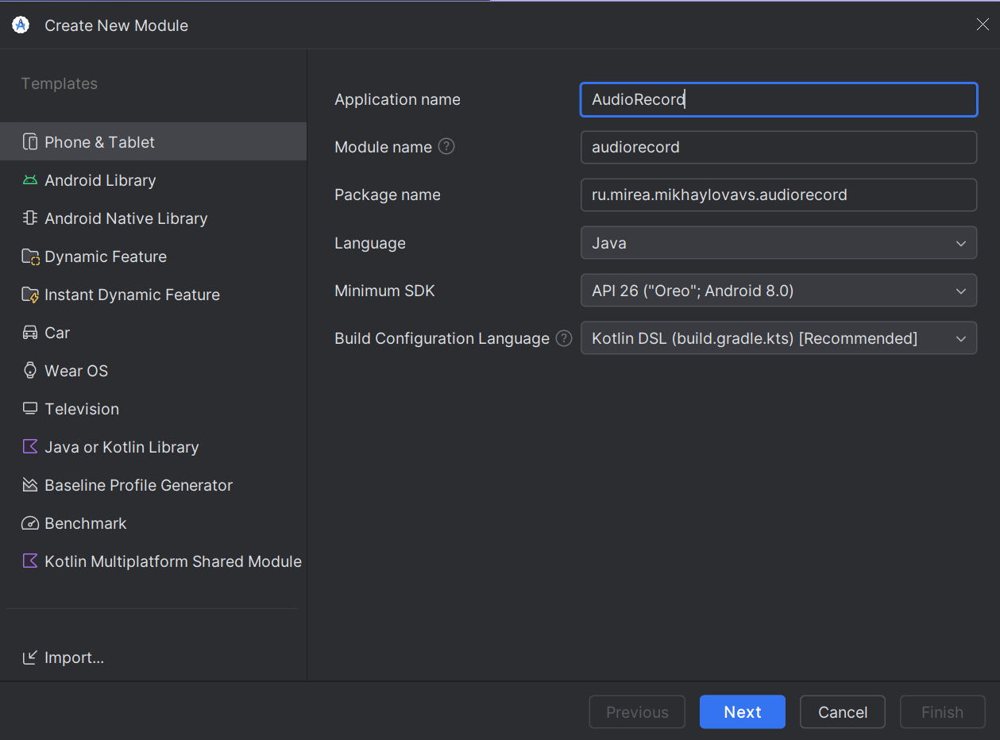 Create New Module
Templates
Phone & Tablet
Android Library
Android Native Library
Dynamic Feature
Instant Dynamic Feature
Car
Wear OS
Television
Java or Kotlin Library
Baseline Profile Generator
Benchmark
Kotlin Multiplatform Shared Module
Import...
Application name AudioRecord
Module name ? audiorecord
Package name ru.mirea.mikhaylovavs.audiorecord
Language Java
Minimum SDK API 26 ("Oreo"; Android 8.0)
Build Configuration Language ? Kotlin DSL (build.gradle.kts) [Recommended]
Previous Next Cancel Finish